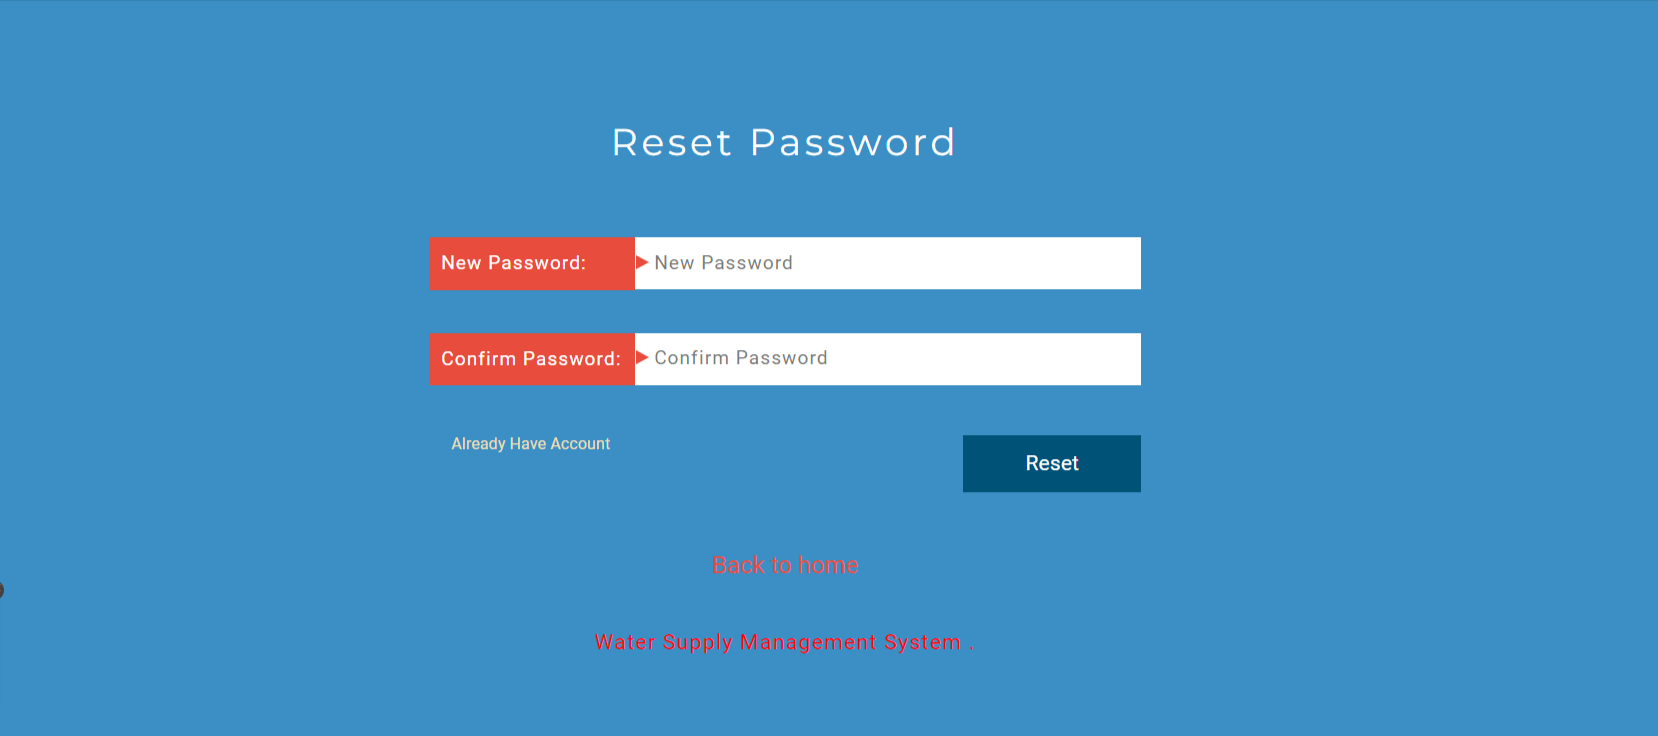 Reset Password
New Password: New Password
Confirm Password: Confirm Password
Already Have Account
Reset
Back to home
Water Supply Management System .